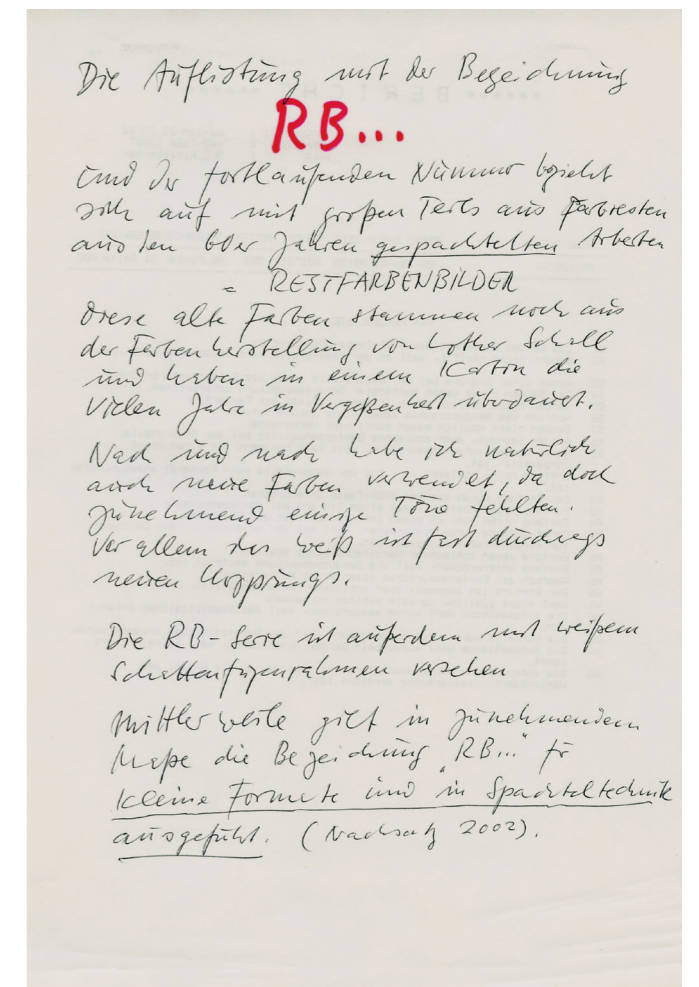 Die Auflistung mit der Bezeichnung
RB...
und der fortlaufenden Nummer bezieht
sich auf mit großen Teils aus Farbresten
aus den 60er Jahren gespachtelten Arbeiten
= RESTFARBENBILDER
Diese alte Farben stammen noch aus
der Farbenherstellung von Lothar Schall
und haben in einem Karton die
vielen Jahre in Vergeßenheit überdauert.
Nach und nach habe ich natürlich
auch neue Farben verwendet, da doch
zunehmend einige Töne fehlten.
Vor allem das Weiß ist fast durchwegs
neuen Ursprungs.
Die RB-Serie ist außerdem mit weißem
Schattenfugenrahmen versehen
Mittlerweile gilt in zunehmendem
Maße die Bezeichnung „RB..." für
kleine Formate und in Spachteltechnik
ausgeführt. (Nachsatz 2002).